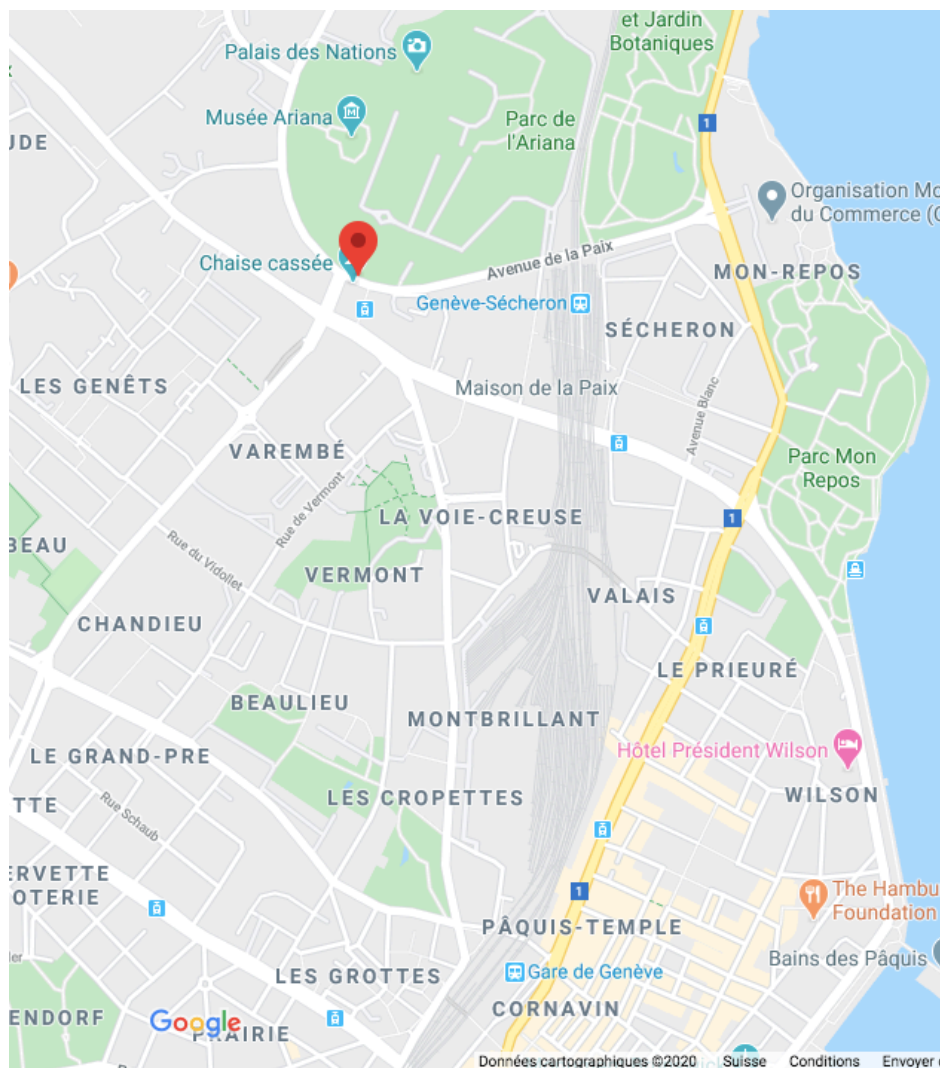 et Jardin
Botaniques
Palais des Nations
Musée Ariana
Parc de
l'Ariana
1
UDE
Organisation Mo
du Commerce (O
Chaise cassée
Avenue de la Paix
MON-REPOS
Genève-Sécheron
SÉCHERON
LES GENÊTS
Maison de la Paix
Avenue Blanc
VAREMBÉ
Parc Mon
Repos
Rue de Vermont
LA VOIE-CREUSE
1
BEAU
Rue du Vidollet
VERMONT
VALAIS
CHANDIEU
LE PRIEURÉ
BEAULIEU
MONTBRILLANT
Hôtel Président Wilson
LE GRAND-PRE
WILSON
LES CROPETTES
TTE
Rue Schaub
ERVETTE
OTERIE
1
The Hambu
Foundation
PÂQUIS-TEMPLE
Bains des Pâquis
ler
Gare de Genève
LES GROTTES
CORNAVIN
ENDORF
Google
PRAIRIE
Données cartographiques ©2020 Suisse Conditions Envoyer